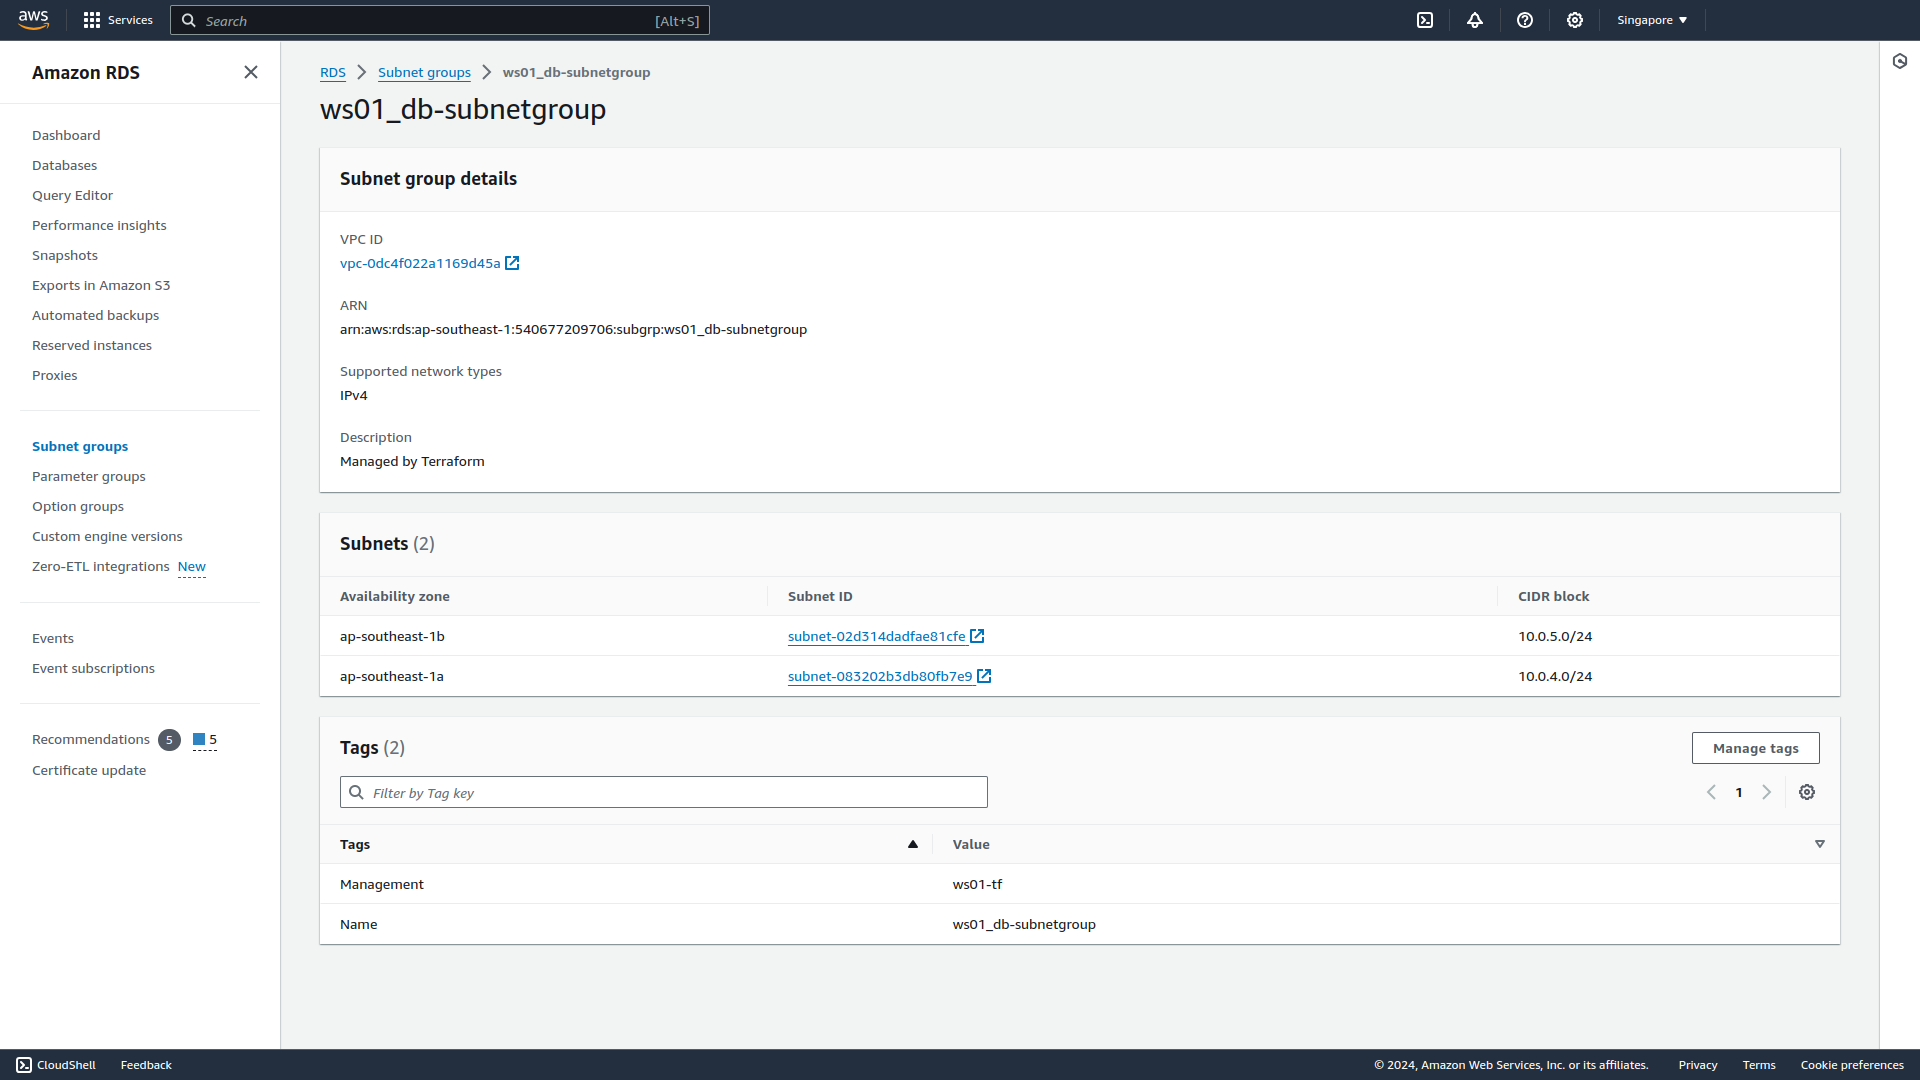 aws
Services
Search
[Alt+S]
Singapore
Amazon RDS
Dashboard
Databases
Query Editor
Performance insights
Snapshots
Exports in Amazon S3
Automated backups
Reserved instances
Proxies
Subnet groups
Parameter groups
Option groups
Custom engine versions
Zero-ETL integrations New
Events
Event subscriptions
Recommendations 5 5
Certificate update
RDS > Subnet groups > ws01_db-subnetgroup
ws01_db-subnetgroup
Subnet group details
VPC ID
vpc-0dc4f022a1169d45a
ARN
arn:aws:rds:ap-southeast-1:540677209706:subgrp:ws01_db-subnetgroup
Supported network types
IPv4
Description
Managed by Terraform
Subnets (2)
Availability zone Subnet ID CIDR block
ap-southeast-1b subnet-02d314dadfae81cfe 10.0.5.0/24
ap-southeast-1a subnet-083202b3db80fb7e9 10.0.4.0/24
Tags (2)
Manage tags
Filter by Tag key
1
Tags Value
Management ws01-tf
Name ws01_db-subnetgroup
CloudShell Feedback © 2024, Amazon Web Services, Inc. or its affiliates. Privacy Terms Cookie preferences